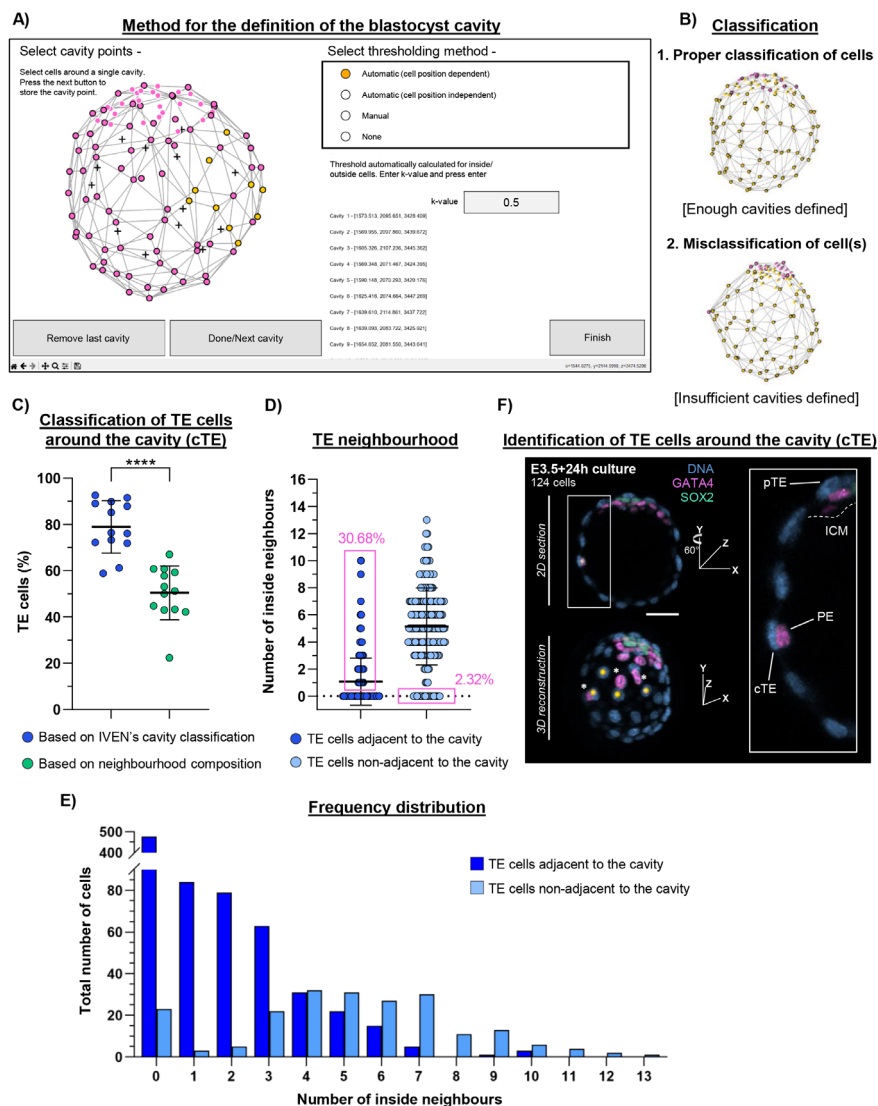 A)
Method for the definition of the blastocyst cavity
Select cavity points -
Select cells around a single cavity.
Press the next button to
store the cavity point.
Select thresholding method -
Automatic (cell position dependent)
Automatic (cell position independent)
Manual
None
Threshold automatically calculated for inside/
outside cells. Enter k-value and press enter
k-value
0.5
Remove last cavity
Done/Next cavity
Finish
B)
Classification
1. Proper classification of cells
[Enough cavities defined]
2. Misclassification of cell(s)
[Insufficient cavities defined]
C)
Classification of TE cells
around the cavity (cTE)
****
TE cells (%)
100
80
60
40
20
0
Based on IVEN's cavity classification
Based on neighbourhood composition
D)
TE neighbourhood
Number of inside neighbours
16
14
12
10
8
6
4
2
0
30.68%
2.32%
TE cells adjacent to the cavity
TE cells non-adjacent to the cavity
F)
Identification of TE cells around the cavity (cTE)
E3.5+24h culture
124 cells
DNA
GATA4
SOX2
2D section
3D reconstruction
Y
60°
Z
X
Y
Z
X
*
*
*
pTE
ICM
PE
cTE
E)
Frequency distribution
Total number of cells
500
400
80
60
40
20
0
TE cells adjacent to the cavity
TE cells non-adjacent to the cavity
0 1 2 3 4 5 6 7 8 9 10 11 12 13
Number of inside neighbours